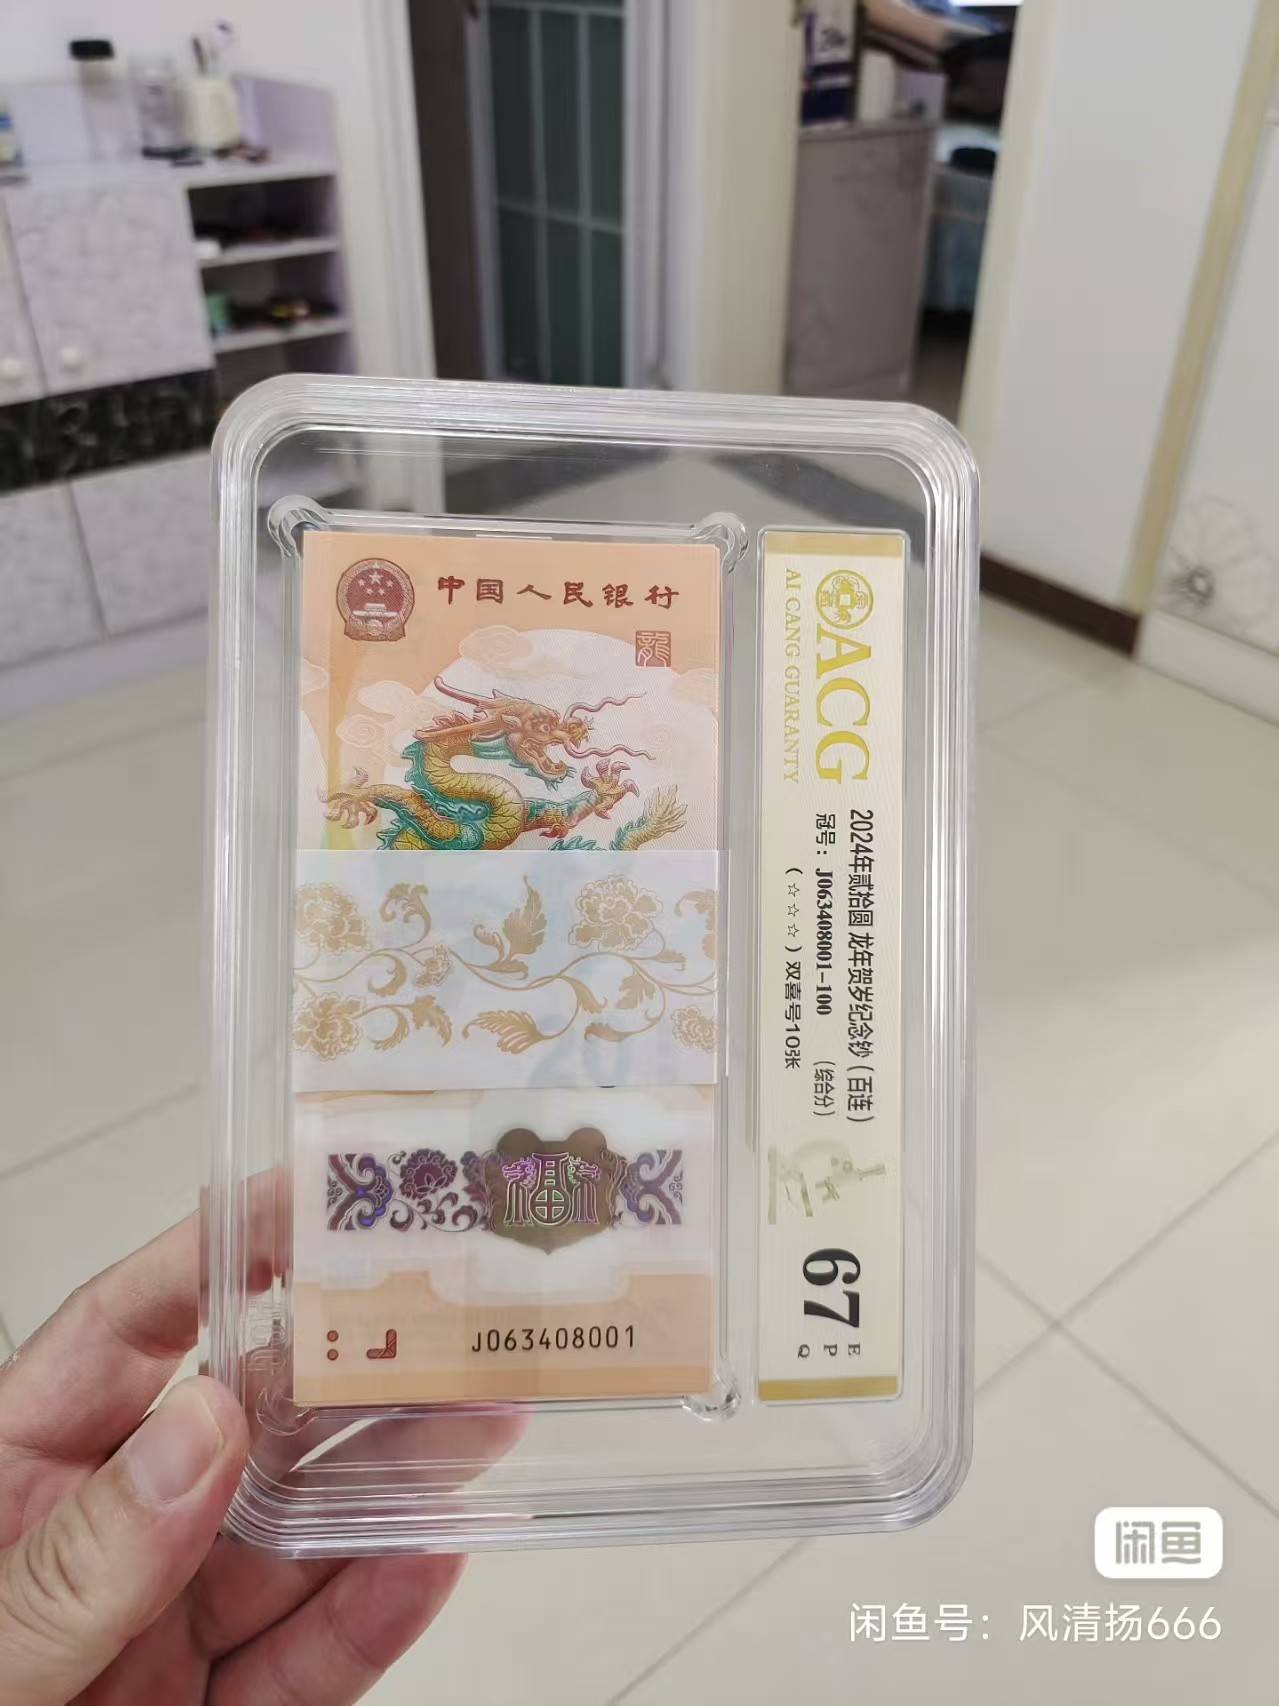 中国人民银行
龍
福
J063408001
ACG
AI CANG GUARANTY
2024年贰拾圆 龙年贺岁纪念钞（百连）
冠号：J063408001-100 （综合分）
（☆☆☆）双喜号10张
67
E
P
Q
闲鱼
闲鱼号：风清扬666